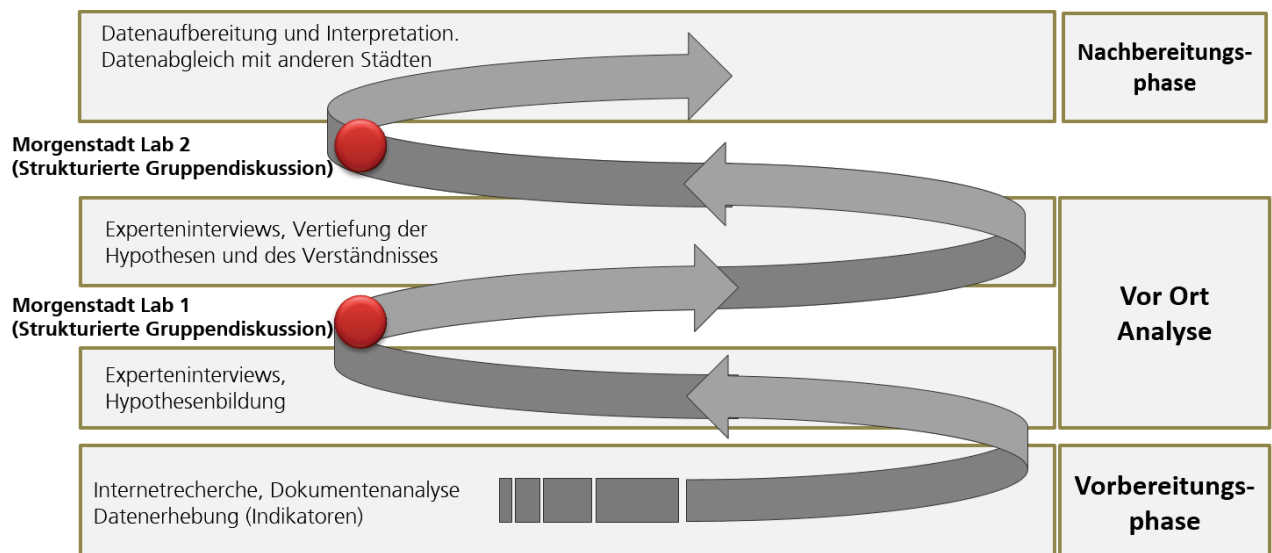 Datenaufbereitung und Interpretation.
Datenabgleich mit anderen Städten
Nachbereitungs-
phase
Morgenstadt Lab 2
(Strukturierte Gruppendiskussion)
Experteninterviews, Vertiefung der
Hypothesen und des Verständnisses
Morgenstadt Lab 1
(Strukturierte Gruppendiskussion)
Vor Ort
Analyse
Experteninterviews,
Hypothesenbildung
Internetrecherche, Dokumentenanalyse
Datenerhebung (Indikatoren)
Vorbereitungs-
phase